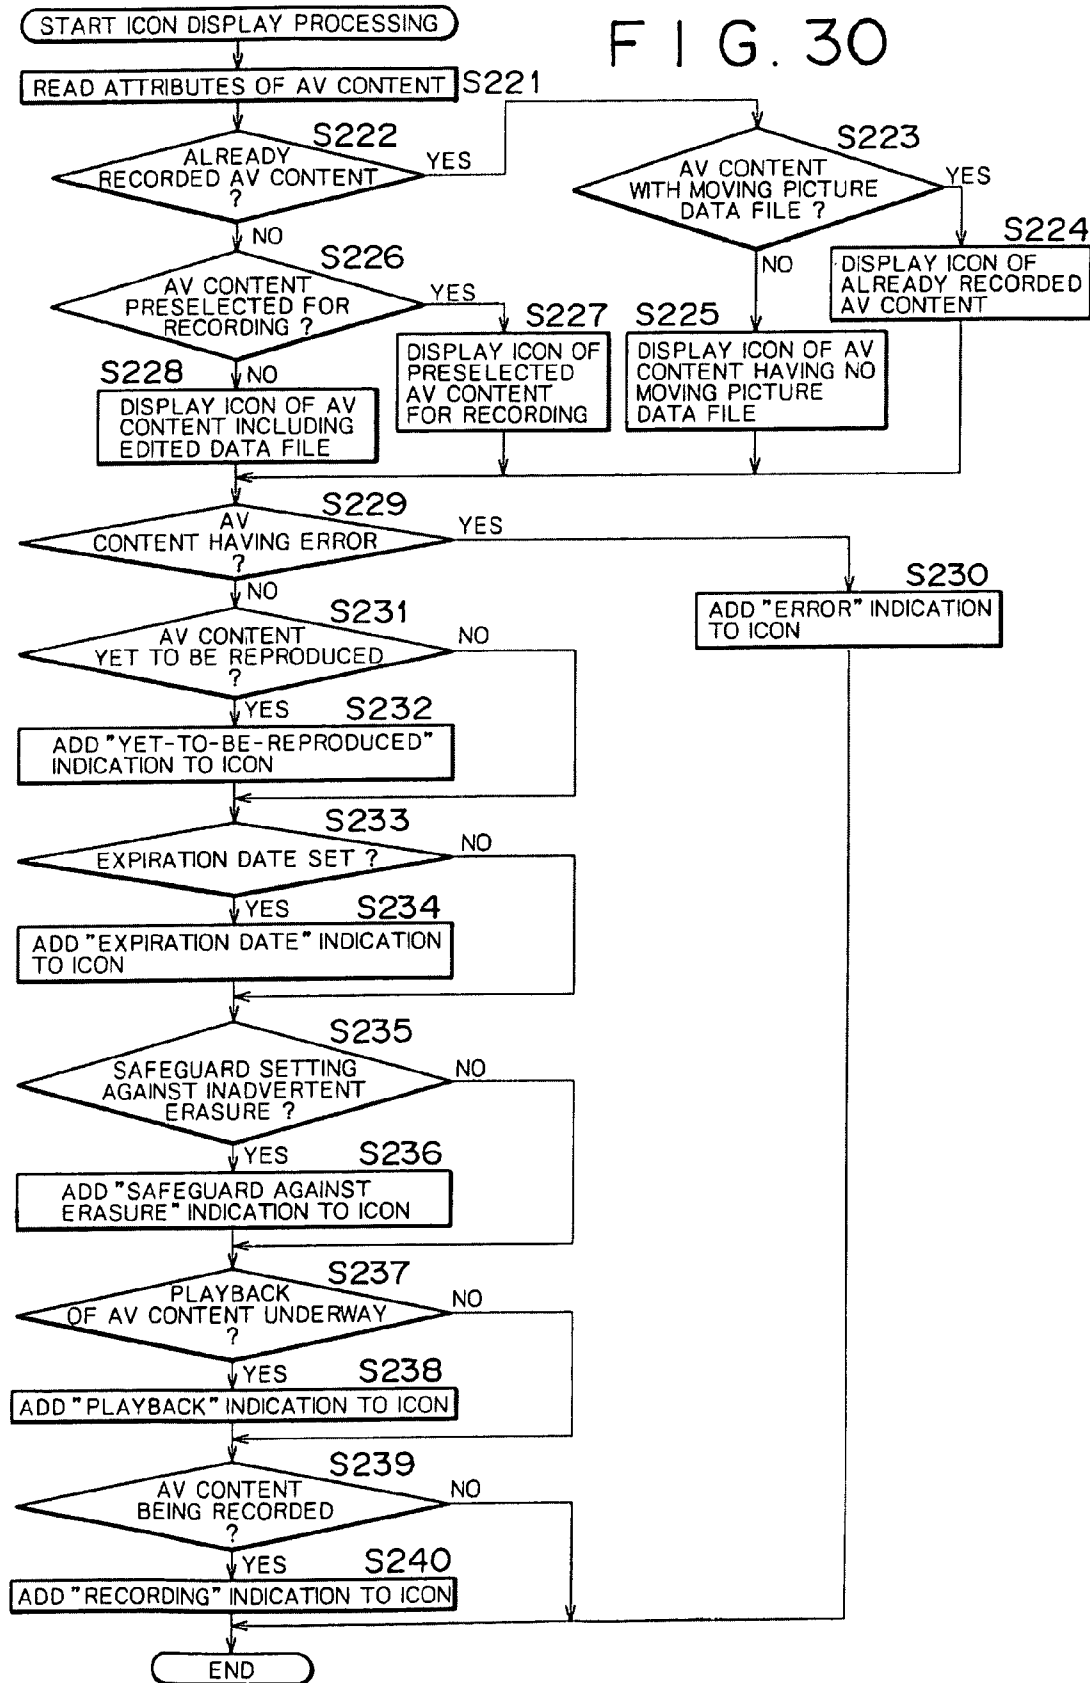 START ICON DISPLAY PROCESSING
FIG. 30
READ ATTRIBUTES OF AV CONTENT
S221
S222
ALREADY
RECORDED AV CONTENT
?
YES
NO
S223
AV CONTENT
WITH MOVING PICTURE
DATA FILE ?
YES
NO
S224
DISPLAY ICON OF
ALREADY RECORDED
AV CONTENT
S226
AV CONTENT
PRESELECTED FOR
RECORDING ?
YES
NO
S227
DISPLAY ICON OF
PRESELECTED
AV CONTENT
FOR RECORDING
S225
DISPLAY ICON OF AV
CONTENT HAVING NO
MOVING PICTURE
DATA FILE
S228
DISPLAY ICON OF AV
CONTENT INCLUDING
EDITED DATA FILE
S229
AV
CONTENT HAVING ERROR
?
YES
NO
S230
ADD "ERROR" INDICATION
TO ICON
S231
AV CONTENT
YET TO BE REPRODUCED
?
NO
YES
S232
ADD "YET-TO-BE-REPRODUCED"
INDICATION TO ICON
S233
EXPIRATION DATE SET ?
NO
YES
S234
ADD "EXPIRATION DATE" INDICATION
TO ICON
S235
SAFEGUARD SETTING
AGAINST INADVERTENT
ERASURE ?
NO
YES
S236
ADD "SAFEGUARD AGAINST
ERASURE" INDICATION TO ICON
S237
PLAYBACK
OF AV CONTENT UNDERWAY
?
NO
YES
S238
ADD "PLAYBACK" INDICATION TO ICON
S239
AV CONTENT
BEING RECORDED
?
NO
YES
S240
ADD "RECORDING" INDICATION TO ICON
END